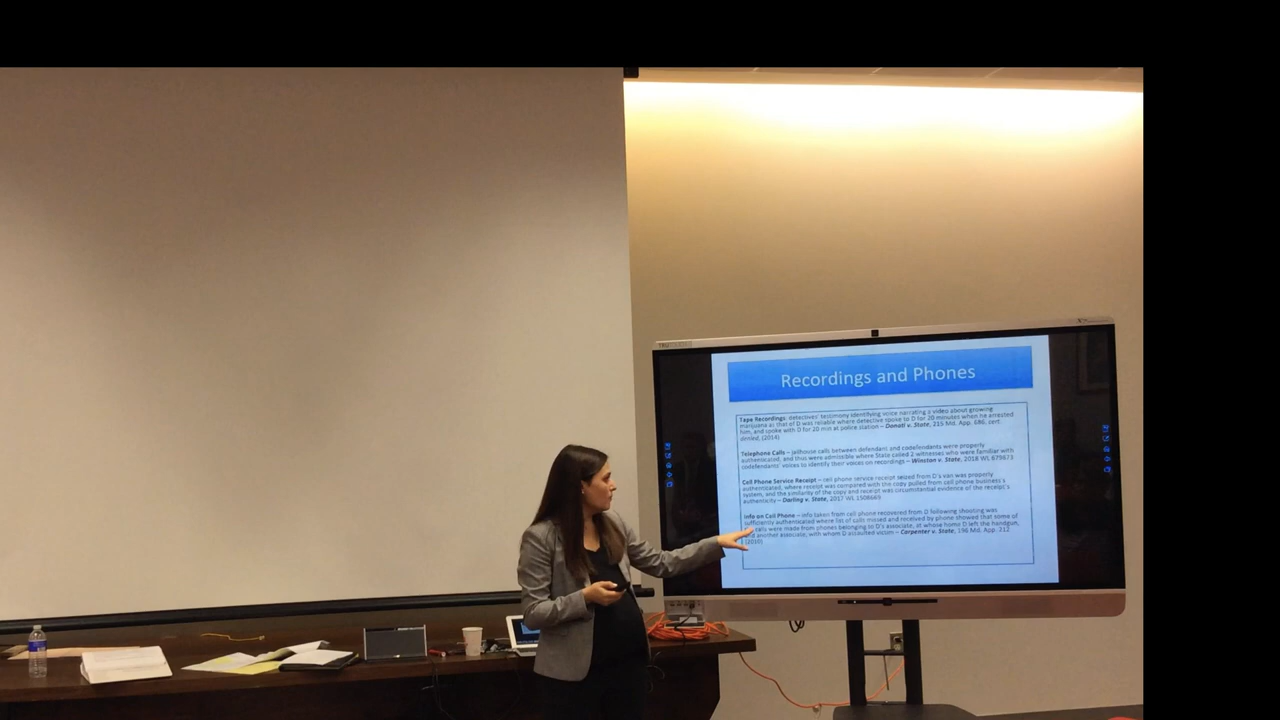 Recordings and Phones
Tape Recordings: detectives' testimony identifying voice narrating a video about growing
marijuana as that of D was reliable where detective spoke to D for 20 minutes when he arrested
him, and spoke with D for 20 min at police station – Donati v. State, 215 Md. App. 686, cert.
denied, (2014)
Telephone Calls – jailhouse calls between defendant and codefendants were properly
authenticated, and thus were admissible where State called 2 witnesses who were familiar with
codefendants' voices to identify their voices on recordings – Winston v. State, 2018 WL 679873
Cell Phone Service Receipt – cell phone service receipt seized from D's van was properly
authenticated, where receipt was compared with the copy pulled from cell phone business's
system, and the similarity of the copy and receipt was circumstantial evidence of the receipt's
authenticity – Darling v. State, 2017 WL 1508669
Info on Cell Phone – info taken from cell phone recovered from D following shooting was
sufficiently authenticated where list of calls missed and received by phone showed that some of
calls were made from phones belonging to D's associate, at whose home D left the handgun,
and another associate, with whom D assaulted victim – Carpenter v. State, 196 Md. App. 212
(2010)